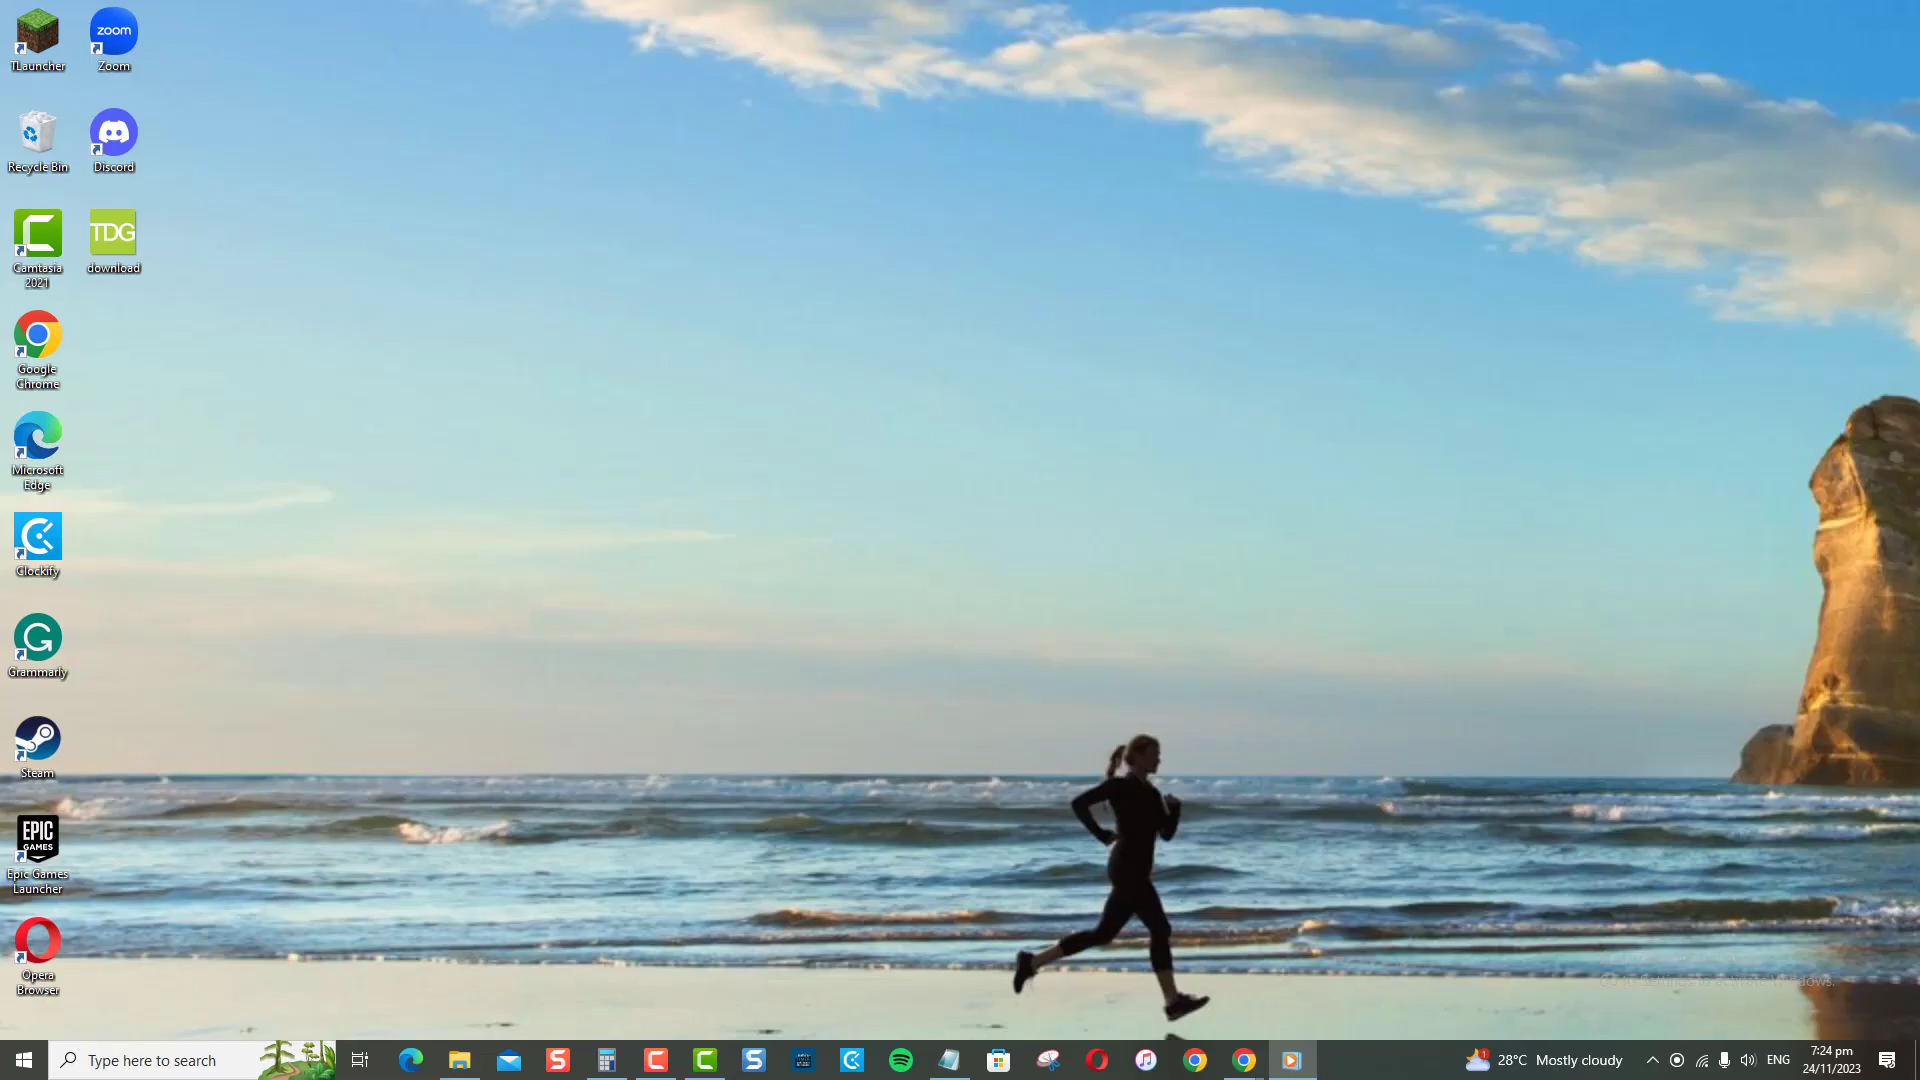 TLauncher
zoom
Zoom
Recycle Bin
Discord
Camtasia
2021
TDG
download
Google
Chrome
Microsoft
Edge
Clockify
Grammarly
Steam
EPIC
GAMES
Epic Games
Launcher
Opera
Browser
Type here to search
28°C Mostly cloudy
ENG
7:24 pm
24/11/2023